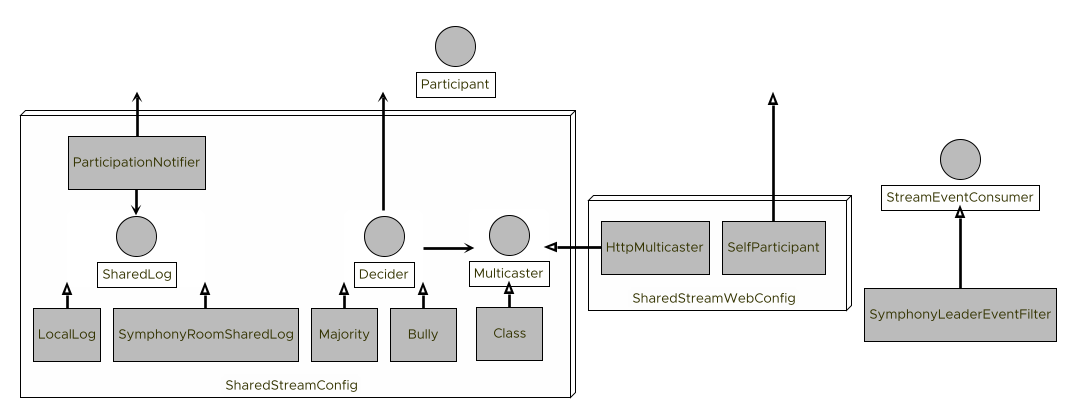 Participant
ParticipationNotifier
StreamEventConsumer
SharedLog
Decider
Multicaster
HttpMulticaster
SelfParticipant
SharedStreamWebConfig
LocalLog
SymphonyRoomSharedLog
Majority
Bully
Class
SymphonyLeaderEventFilter
SharedStreamConfig